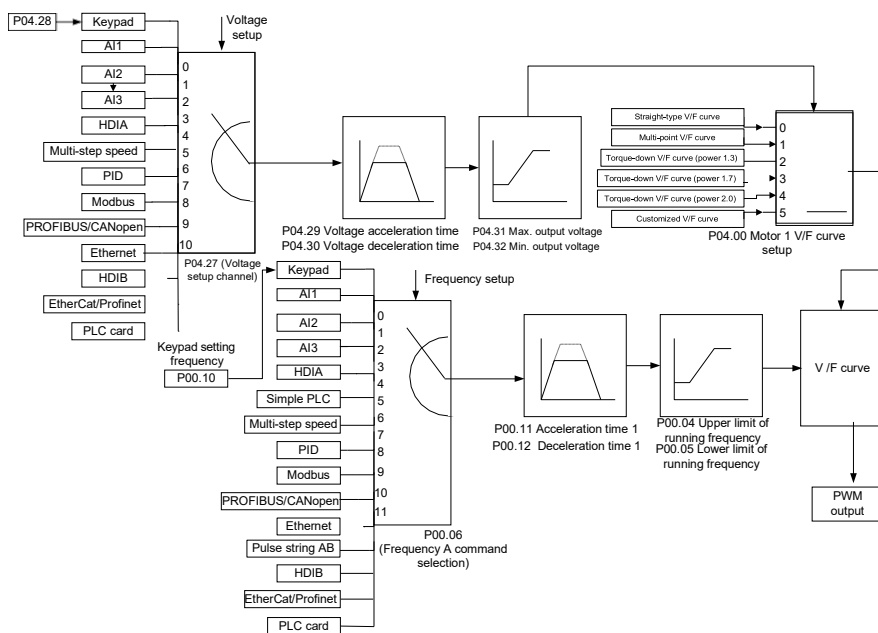 P04.28
Keypad
AI1
AI2
AI3
HDIA
Multi-step speed
PID
Modbus
PROFIBUS/CANopen
Ethernet
HDIB
EtherCat/Profinet
PLC card
Voltage
setup
0
1
2
3
4
5
6
7
8
9
10
P04.27 (Voltage
setup channel)
P04.29 Voltage acceleration time
P04.30 Voltage deceleration time
P04.31 Max. output voltage
P04.32 Min. output voltage
Straight-type V/F curve
Multi-point V/F curve
Torque-down V/F curve (power 1.3)
Torque-down V/F curve (power 1.7)
Torque-down V/F curve (power 2.0)
Customized V/F curve
0
1
2
3
4
5
P04.00 Motor 1 V/F curve
setup
Keypad setting
frequency
P00.10
Keypad
AI1
AI2
AI3
HDIA
Simple PLC
Multi-step speed
PID
Modbus
PROFIBUS/CANopen
Ethernet
Pulse string AB
HDIB
EtherCat/Profinet
PLC card
Frequency setup
0
1
2
3
4
5
6
7
8
9
10
11
P00.06
(Frequency A command
selection)
P00.11 Acceleration time 1
P00.12 Deceleration time 1
P00.04 Upper limit of
running frequency
P00.05 Lower limit of
running frequency
V /F curve
PWM
output